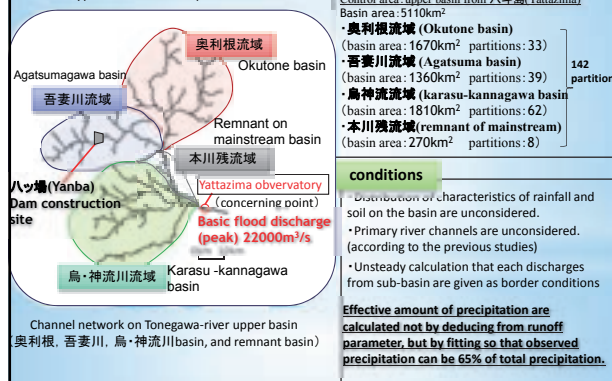 奥利根流域
Okutone basin
Agatsumagawa basin
吾妻川流域
Remnant on
mainstream basin
本川残流域
八ッ場(Yanba)
Dam construction
site
Yattazima observatory
(concerning point)
Basic flood discharge
(peak) 22000m³/s
烏・神流川流域
Karasu -kannagawa
basin
Channel network on Tonegawa-river upper basin
(奥利根, 吾妻川, 烏・神流川basin, and remnant basin)
Control area: upper basin from 八斗島(Yattazima)
Basin area:5110km²
・奥利根流域 (Okutone basin)
(basin area:1670km² partitions:33)
・吾妻川流域 (Agatsuma basin)
(basin area:1360km² partitions:39)
・烏神流域 (karasu-kannagawa basin
(basin area:1810km² partitions:62)
・本川残流域(remnant of mainstream)
(basin area:270km² partitions:8)
142
partition
conditions
・Distribution of characteristics of rainfall and
soil on the basin are unconsidered.
・Primary river channels are unconsidered.
(according to the previous studies)
・Unsteady calculation that each discharges
from sub-basin are given as border conditions
Effective amount of precipitation are
calculated not by deducing from runoff
parameter, but by fitting so that observed
precipitation can be 65% of total precipitation.